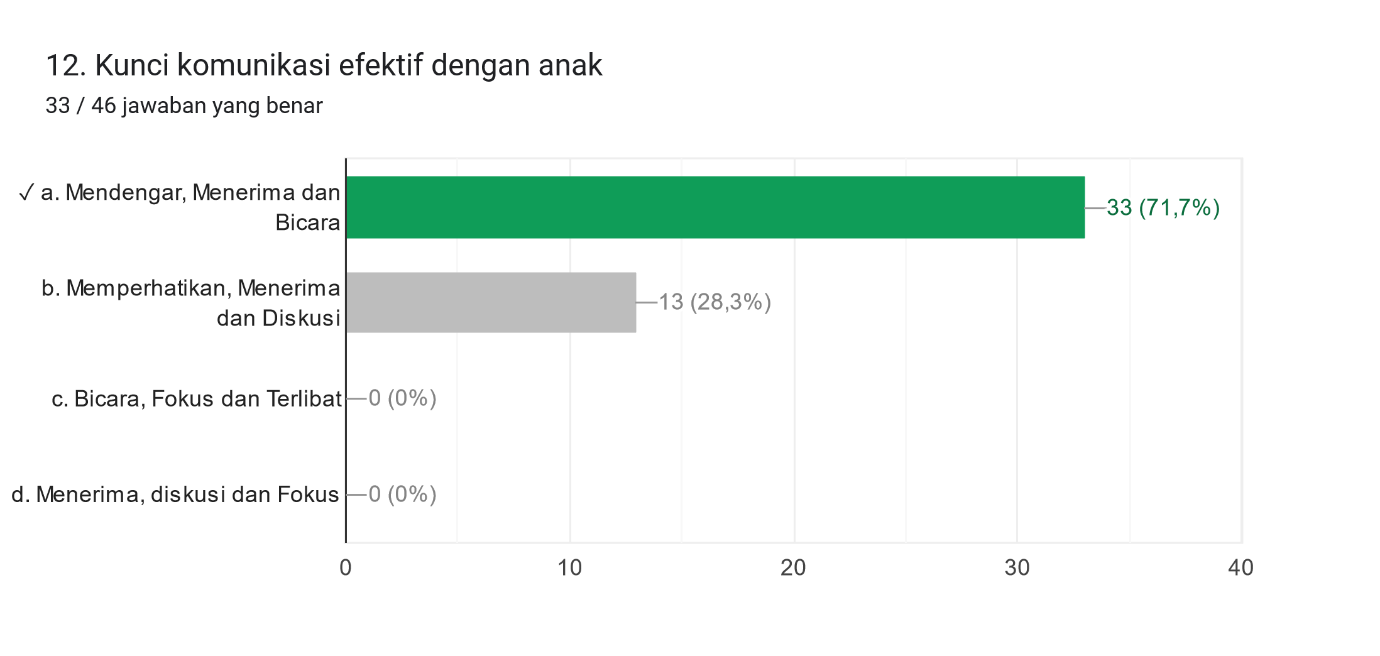 12. Kunci komunikasi efektif dengan anak
33 / 46 jawaban yang benar
✓ a. Mendengar, Menerima dan
Bicara
33 (71,7%)
b. Memperhatikan, Menerima
dan Diskusi
13 (28,3%)
c. Bicara, Fokus dan Terlibat
0 (0%)
d. Menerima, diskusi dan Fokus
0 (0%)
0
10
20
30
40